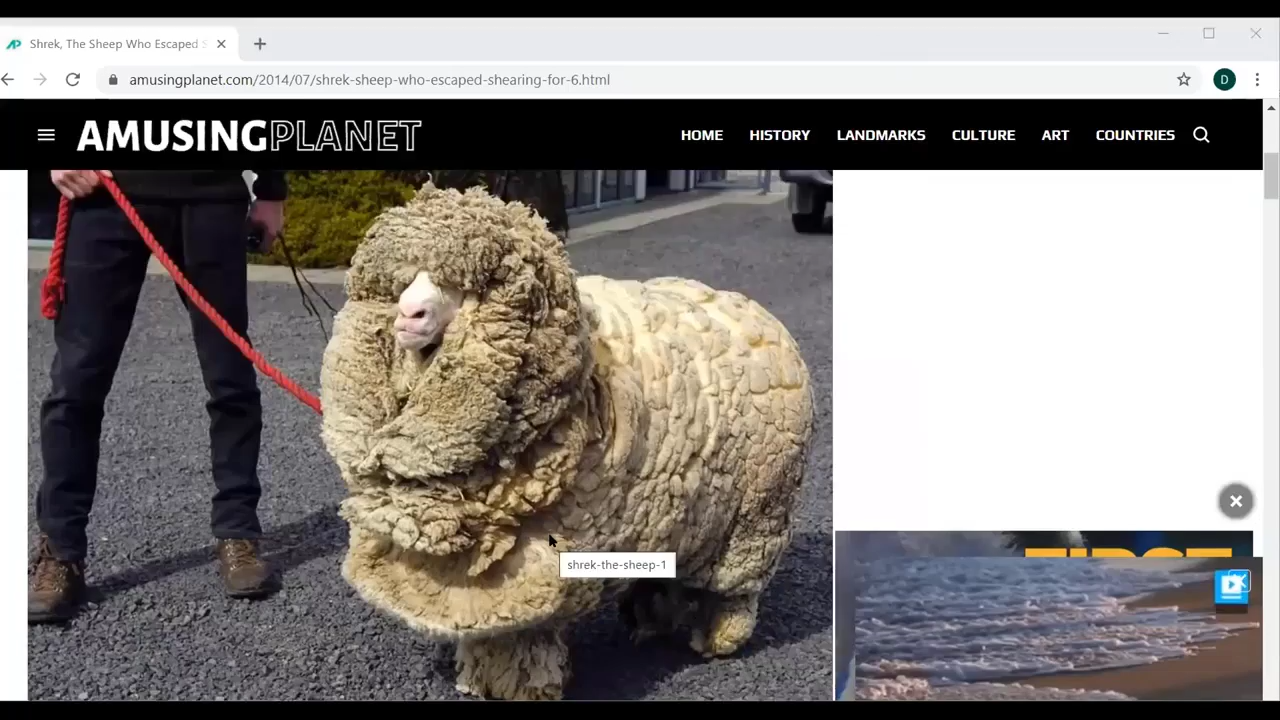 Shrek, The Sheep Who Escaped S
amusingplanet.com/2014/07/shrek-sheep-who-escaped-shearing-for-6.html
D
AMUSINGPLANET
HOME HISTORY LANDMARKS CULTURE ART COUNTRIES
shrek-the-sheep-1